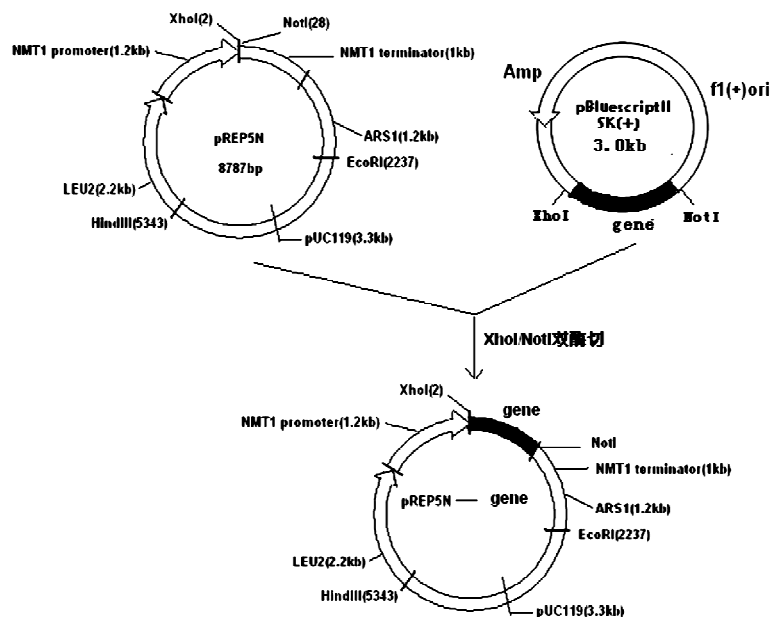 XhoI(2)
NotI(28)
NMT1 promoter(1.2kb)
NMT1 terminator(1kb)
pREP5N
8787bp
ARS1(1.2kb)
EcoRI(2237)
LEU2(2.2kb)
HindIII(5343)
pUC119(3.3kb)
Amp
f1(+)ori
pBluescriptII
SK(+)
3.0kb
XhoI
NotI
gene
XhoI/NotI双酶切
XhoI(2)
gene
NMT1 promoter(1.2kb)
NotI
NMT1 terminator(1kb)
pREP5N — gene
ARS1(1.2kb)
EcoRI(2237)
LEU2(2.2kb)
HindIII(5343)
pUC119(3.3kb)